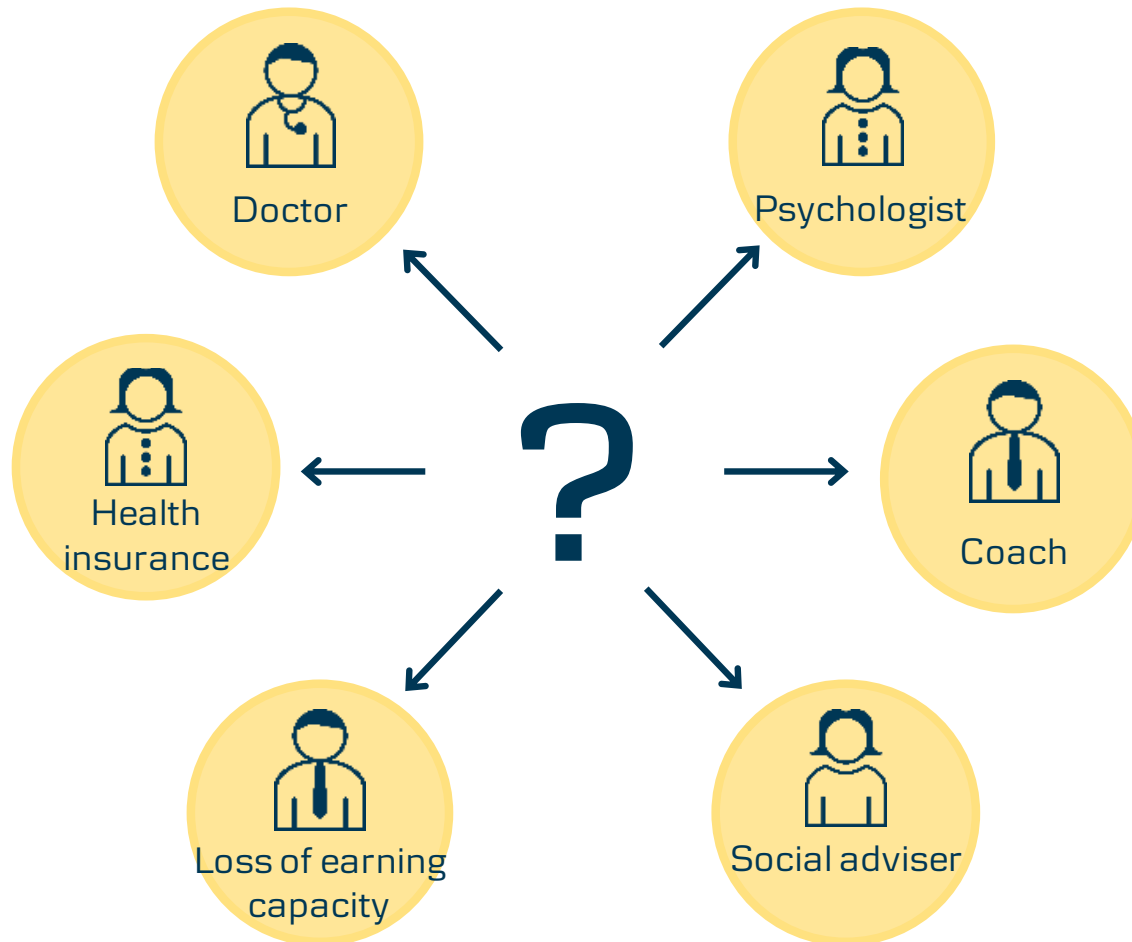 Doctor
Psychologist
?
Health
insurance
Coach
Loss of earning
capacity
Social adviser